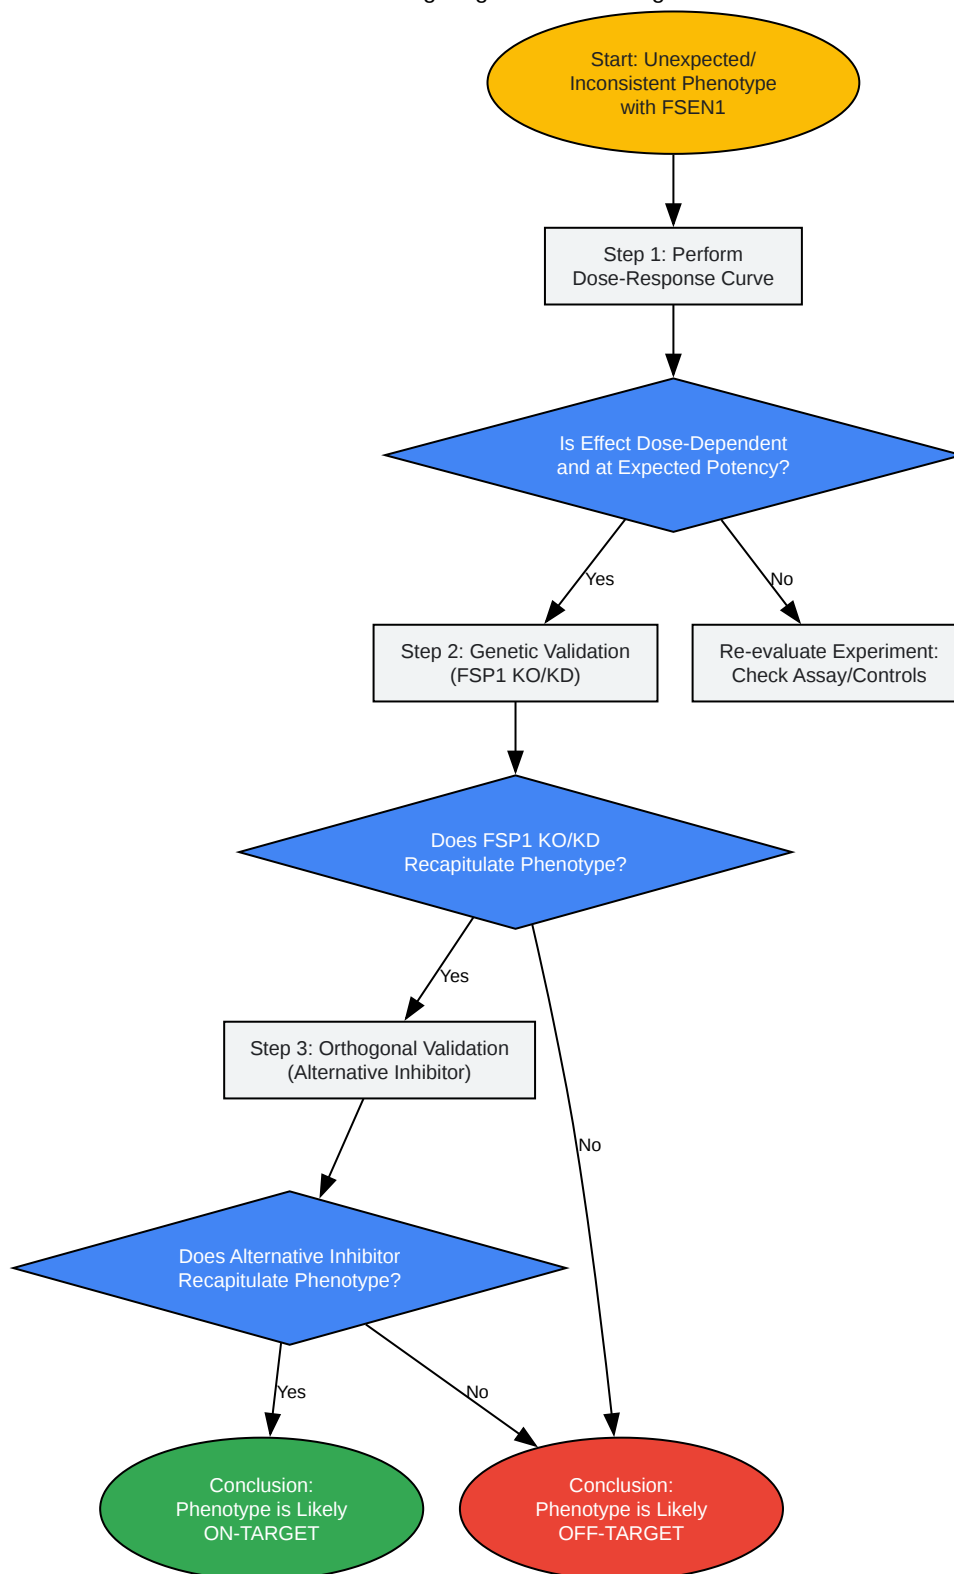 Start: Unexpected/
Inconsistent Phenotype
with FSEN1
Step 1: Perform
Dose-Response Curve
Is Effect Dose-Dependent
and at Expected Potency?
Yes
No
Step 2: Genetic Validation
(FSP1 KO/KD)
Re-evaluate Experiment:
Check Assay/Controls
Does FSP1 KO/KD
Recapitulate Phenotype?
Yes
Step 3: Orthogonal Validation
(Alternative Inhibitor)
No
Does Alternative Inhibitor
Recapitulate Phenotype?
Yes
No
Conclusion:
Phenotype is Likely
ON-TARGET
Conclusion:
Phenotype is Likely
OFF-TARGET